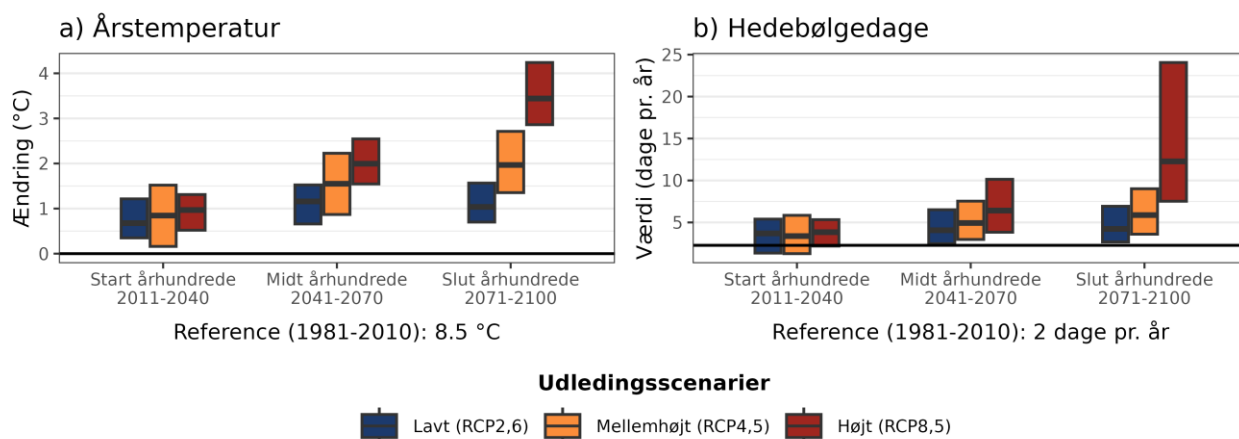 a) Årstemperatur
Ændring (°C)
4
3
2
1
0
Start århundrede
2011-2040
Midt århundrede
2041-2070
Slut århundrede
2071-2100
Reference (1981-2010): 8.5 °C
b) Hedebølgedage
Værdi (dage pr. år)
25
20
15
10
5
Start århundrede
2011-2040
Midt århundrede
2041-2070
Slut århundrede
2071-2100
Reference (1981-2010): 2 dage pr. år
Udledingsscenarier
Lavt (RCP2,6)
Mellemhøjt (RCP4,5)
Højt (RCP8,5)